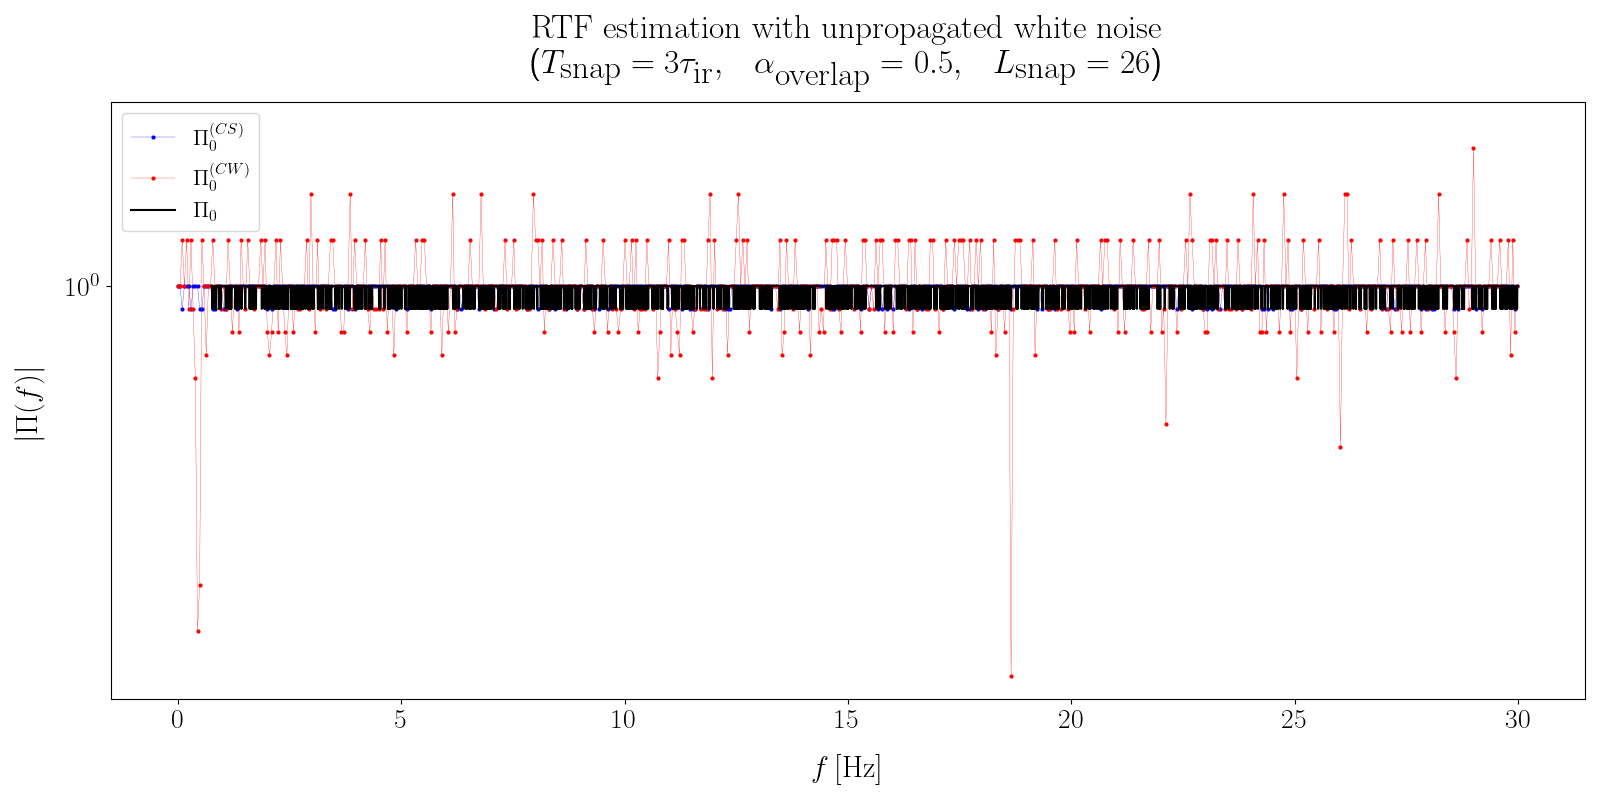 RTF estimation with unpropagated white noise
(T_snap = 3τ_ir, α_overlap = 0.5, L_snap = 26)
Π_0^(CS)
Π_0^(CW)
Π_0
10^0
|Π(f)|
0 5 10 15 20 25 30
f [Hz]